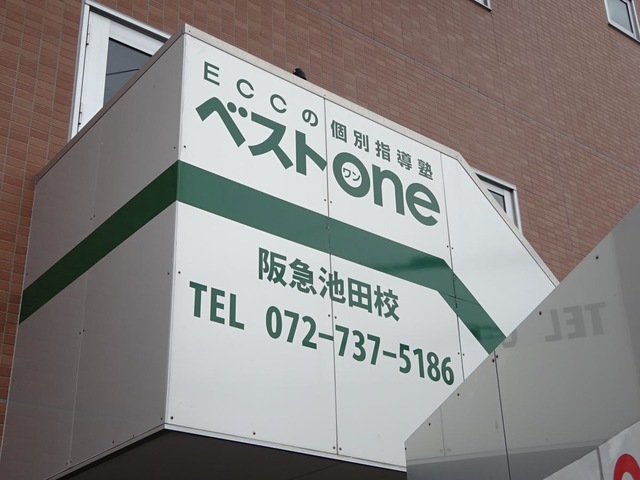 ECCの個別指導塾
ベストone
ワン
阪急池田校
TEL 072-737-5186
TEL